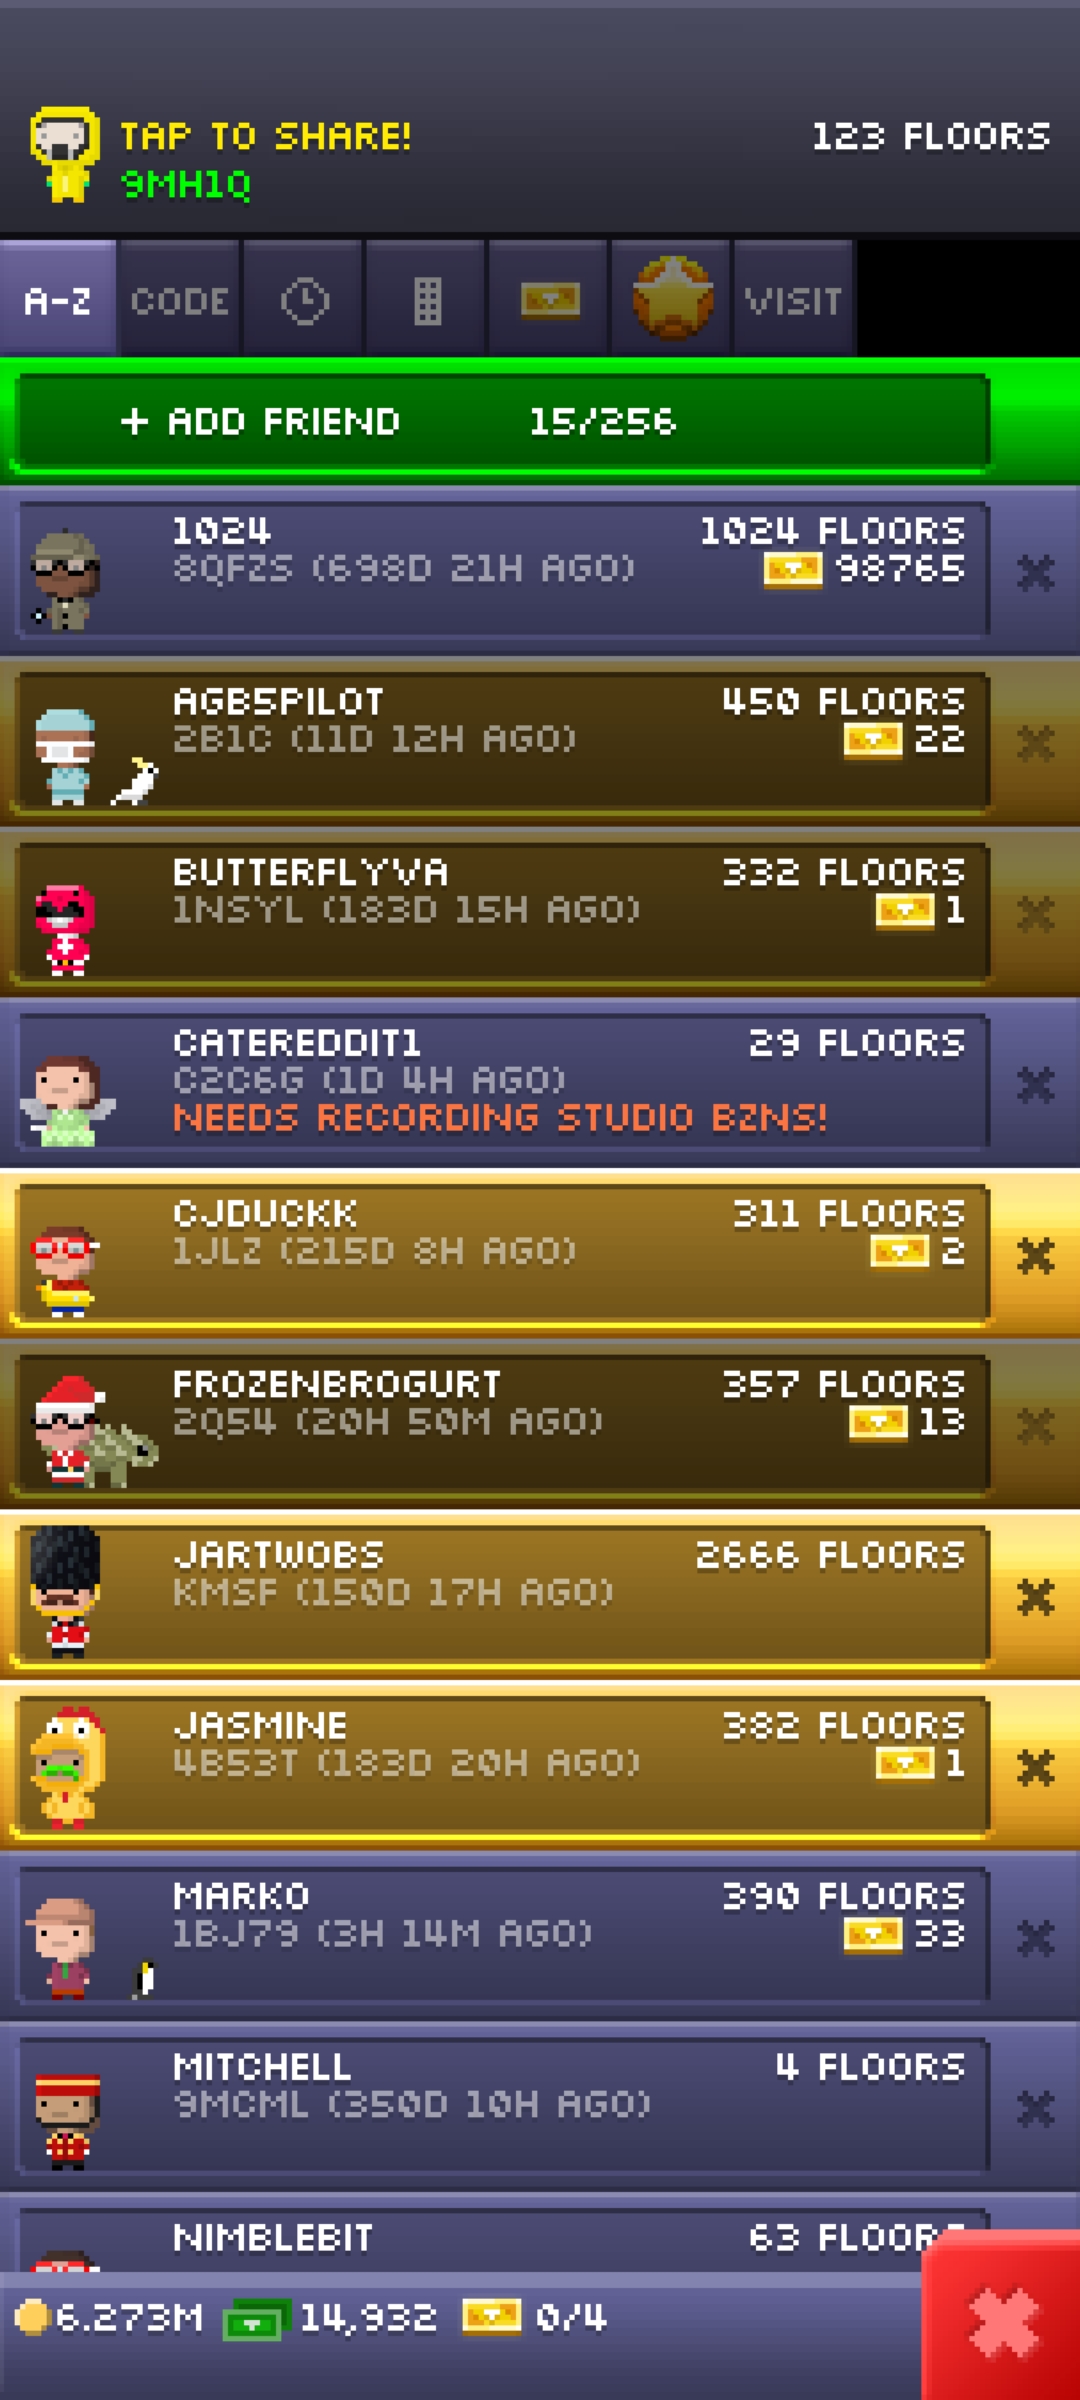 TAP TO SHARE! 123 FLOORS
9MH1Q
A-Z CODE VISIT
+ ADD FRIEND 15/256
1024 1024 FLOORS
8QFZS (698D 21H AGO) 98765
AGB5PILOT 450 FLOORS
2B1C (11D 12H AGO) 22
BUTTERFLYVA 332 FLOORS
1NSYL (183D 15H AGO) 1
CATEREDDIT1 29 FLOORS
C2C6G (1D 4H AGO)
NEEDS RECORDING STUDIO BZNS!
CJDUCKK 311 FLOORS
1JLZ (215D 8H AGO) 2
FROZENBROGURT 357 FLOORS
2Q54 (20H 50M AGO) 13
JARTWOBS 2666 FLOORS
KMSF (150D 17H AGO)
JASMINE 382 FLOORS
4B53T (183D 20H AGO) 1
MARKO 390 FLOORS
1BJ79 (3H 14M AGO) 33
MITCHELL 4 FLOORS
9MCML (350D 10H AGO)
NIMBLEBIT 63 FLOORS
6.273M 14,932 0/4